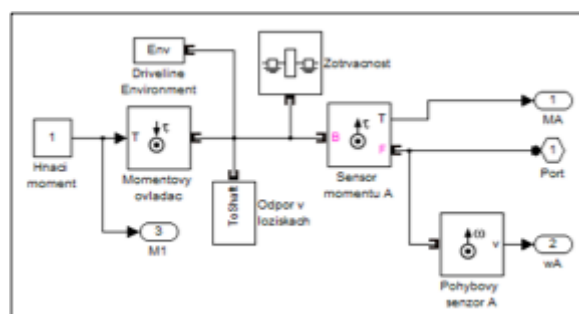 Env
Driveline
Environment
Zotrvacnost
1
Hnaci
moment
T
τ
Momentovy
ovladac
ToShaft
Odpor v
loziskach
B
τ
T
F
Sensor
momentu A
1
MA
1
Port
3
M1
ω
v
Pohybovy
senzor A
2
wA